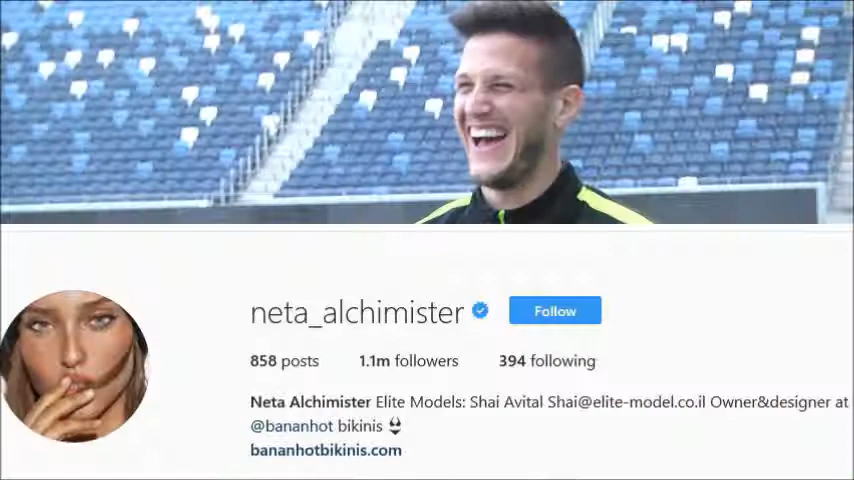 neta_alchimister Follow
858 posts 1.1m followers 394 following
Neta Alchimister Elite Models: Shai Avital Shai@elite-model.co.il Owner&designer at
@bananhot bikinis 👙
bananhotbikinis.com